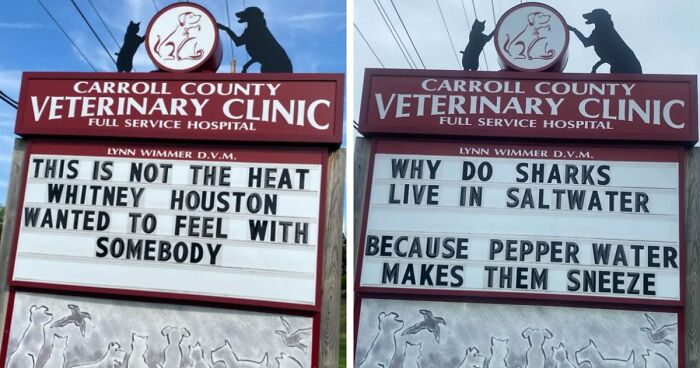 CARROLL COUNTY
VETERINARY CLINIC
FULL SERVICE HOSPITAL
LYNN WIMMER D.V.M.
THIS IS NOT THE HEAT
WHITNEY HOUSTON
WANTED TO FEEL WITH
SOMEBODY
CARROLL COUNTY
VETERINARY CLINIC
FULL SERVICE HOSPITAL
LYNN WIMMER D.V.M.
WHY DO SHARKS
LIVE IN SALTWATER
BECAUSE PEPPER WATER
MAKES THEM SNEEZE